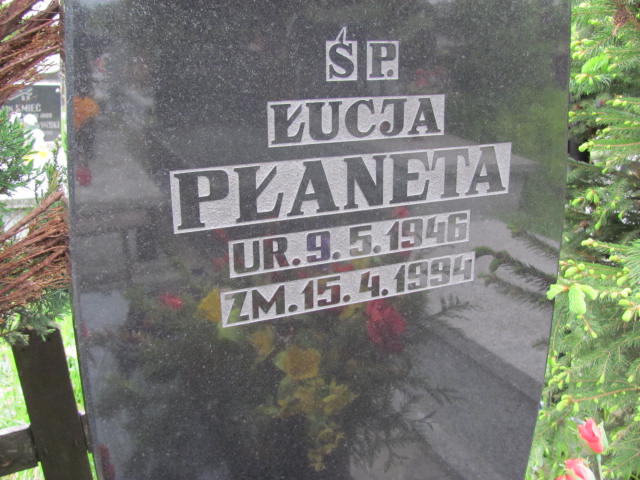 Ś P.
ŁUCJA
PŁANETA
UR. 9. 5. 1946
ZM. 15. 4. 1994